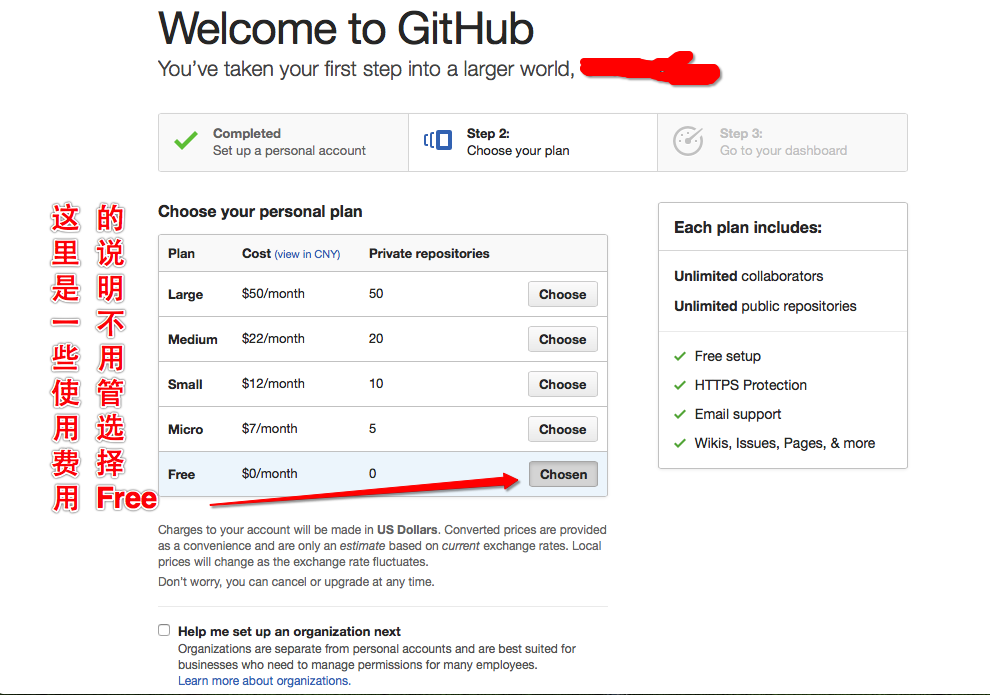 Welcome to GitHub
You've taken your first step into a larger world,
Completed
Set up a personal account
Step 2:
Choose your plan
Step 3:
Go to your dashboard
这里是一些使用费用
的说明不用管选择Free
Choose your personal plan
Plan Cost (view in CNY) Private repositories
Large $50/month 50 Choose
Medium $22/month 20 Choose
Small $12/month 10 Choose
Micro $7/month 5 Choose
Free $0/month 0 Chosen
Charges to your account will be made in US Dollars. Converted prices are provided
as a convenience and are only an estimate based on current exchange rates. Local
prices will change as the exchange rate fluctuates.
Don't worry, you can cancel or upgrade at any time.
Help me set up an organization next
Organizations are separate from personal accounts and are best suited for
businesses who need to manage permissions for many employees.
Learn more about organizations.
Each plan includes:
Unlimited collaborators
Unlimited public repositories
Free setup
HTTPS Protection
Email support
Wikis, Issues, Pages, & more